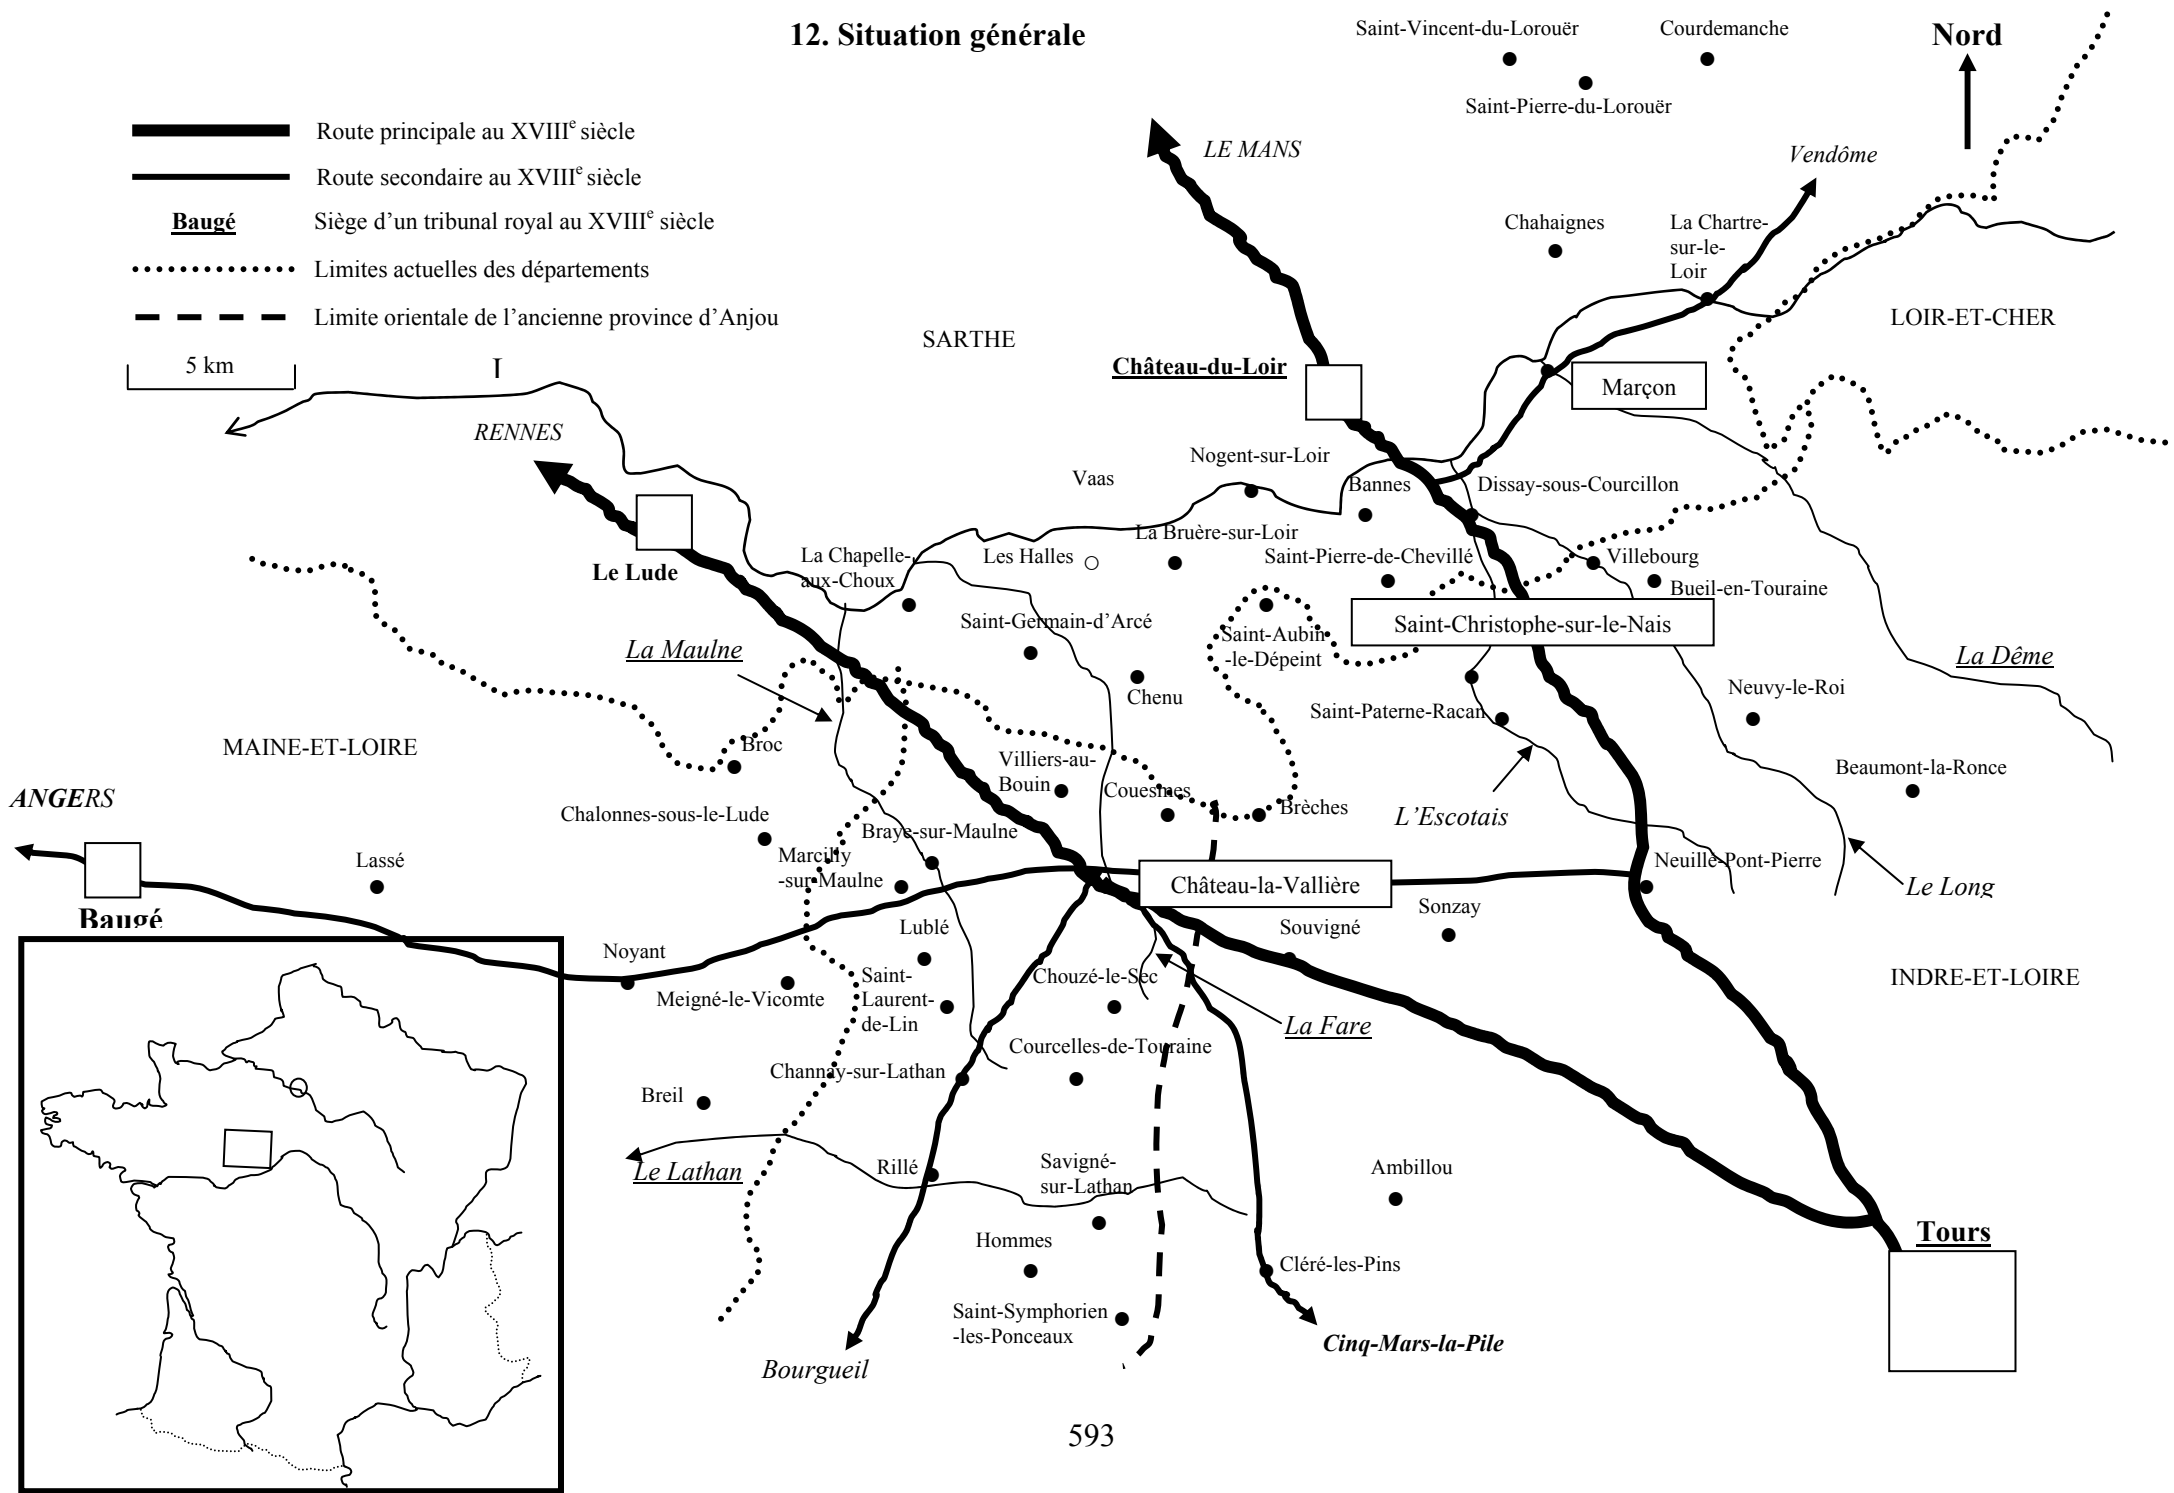 12. Situation générale
Saint-Vincent-du-Lorouër
Courdemanche
Nord
Saint-Pierre-du-Lorouër
Route principale au XVIIIe siècle
Route secondaire au XVIIIe siècle
Baugé
Siège d’un tribunal royal au XVIIIe siècle
Limites actuelles des départements
Limite orientale de l’ancienne province d’Anjou
5 km
I
LE MANS
Vendôme
Chahaignes
La Chartre-
sur-le-
Loir
LOIR-ET-CHER
SARTHE
Château-du-Loir
Marçon
RENNES
Nogent-sur-Loir
Vaas
Bannes
Dissay-sous-Courcillon
La Bruère-sur-Loir
Les Halles
La Chapelle-
aux-Choux
Saint-Pierre-de-Chevillé
Villebourg
Le Lude
Bueil-en-Touraine
Saint-Germain-d’Arcé
Saint-Aubin
-le-Dépeint
Saint-Christophe-sur-le-Nais
La Maulne
La Dême
Neuvy-le-Roi
Chenu
Saint-Paterne-Racan
MAINE-ET-LOIRE
Broc
Villiers-au-
Bouin
Couesmes
Brèches
Beaumont-la-Ronce
ANGERS
L’Escotais
Chalonnes-sous-le-Lude
Braye-sur-Maulne
Marcilly
-sur-Maulne
Lassé
Château-la-Vallière
Neuillé-Pont-Pierre
Le Long
Baugé
Sonzay
Lublé
Souvigné
Noyant
Meigné-le-Vicomte
Saint-
Laurent-
de-Lin
Chouzé-le-Sec
INDRE-ET-LOIRE
La Fare
Courcelles-de-Touraine
Channay-sur-Lathan
Breil
Le Lathan
Rillé
Savigné-
sur-Lathan
Ambillou
Hommes
Tours
Cléré-les-Pins
Saint-Symphorien
-les-Ponceaux
Cinq-Mars-la-Pile
Bourgueil
593